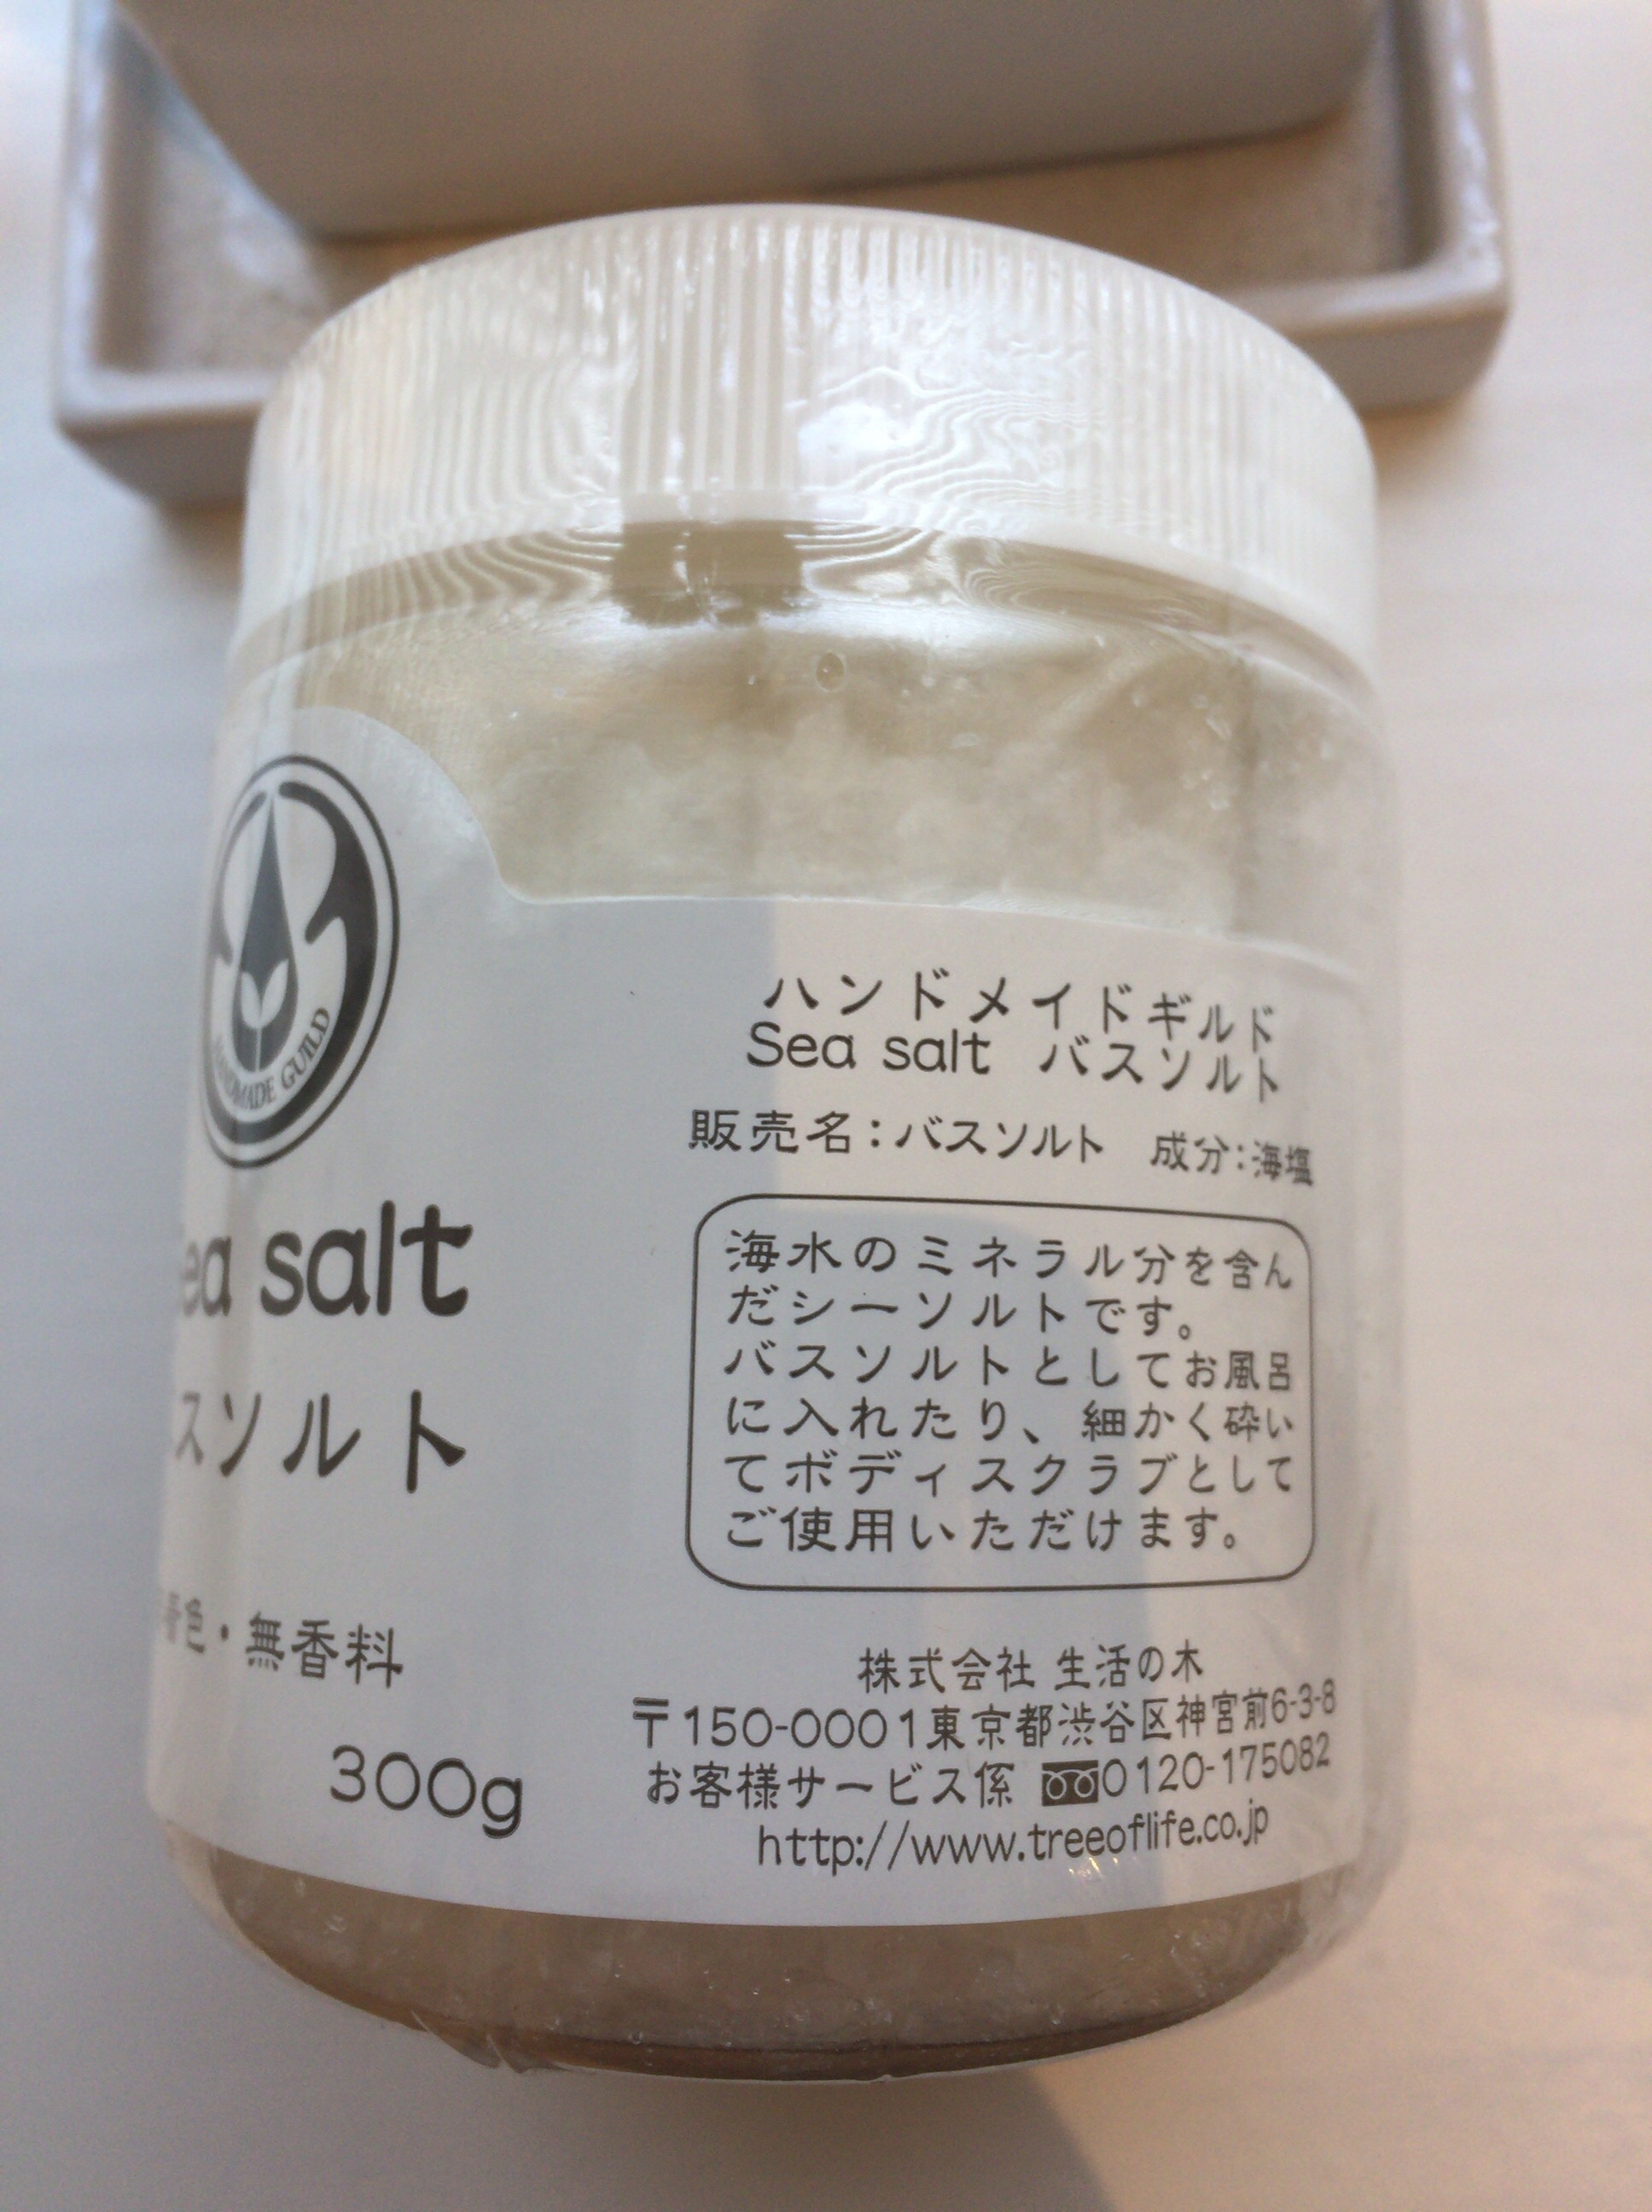 HANDMADE GUILD
salt
スソルト
色・無香料
300g
ハンドメイドギルド
Sea salt バスソルト
販売名：バスソルト 成分：海塩
海水のミネラル分を含ん
だシーソルトです。
バスソルトとしてお風呂
に入れたり、細かく砕い
てボディスクラブとして
ご使用いただけます。
株式会社 生活の木
〒150-0001東京都渋谷区神宮前6-3-8
お客様サービス係 0120-175082
http://www.treeoflife.co.jp